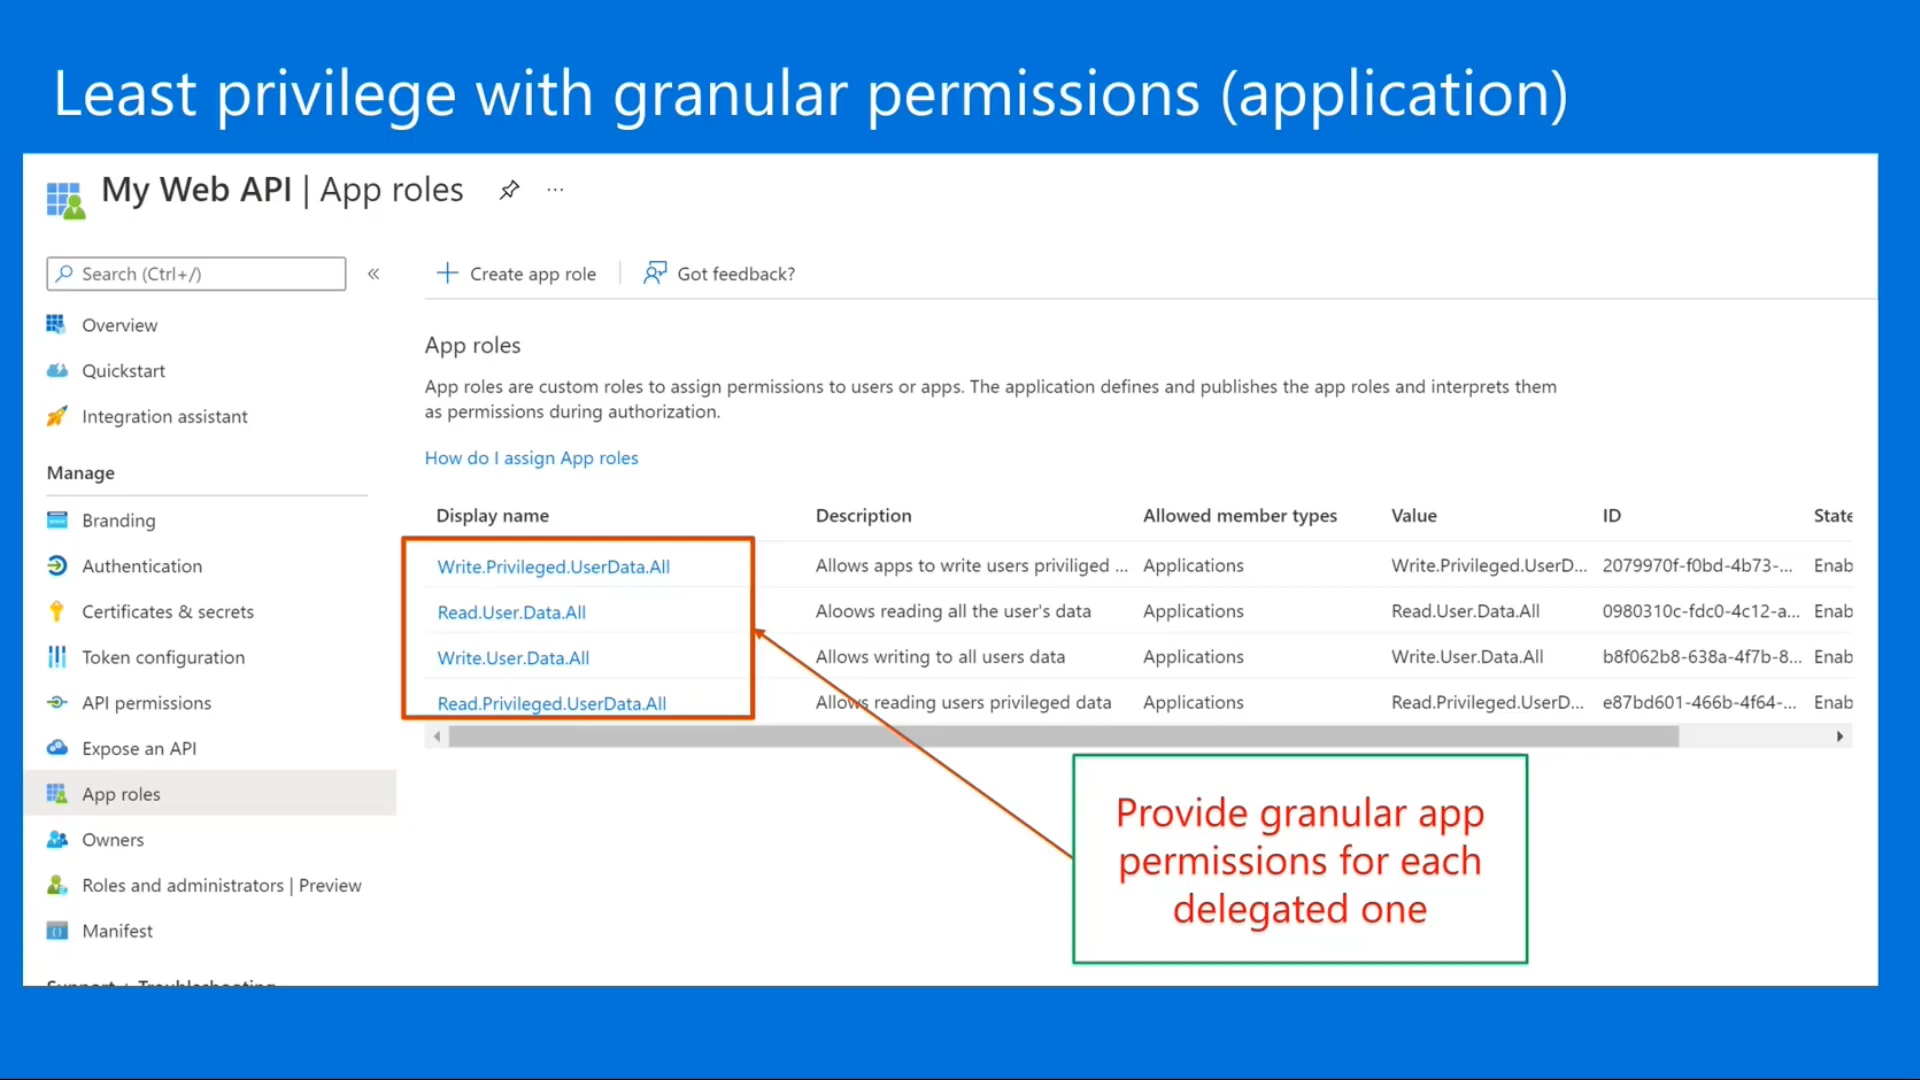 Least privilege with granular permissions (application)
My Web API | App roles ...
Search (Ctrl+/)
«
Create app role
Got feedback?
Overview
Quickstart
Integration assistant
Manage
Branding
Authentication
Certificates & secrets
Token configuration
API permissions
Expose an API
App roles
Owners
Roles and administrators | Preview
Manifest
Support + Troubleshooting
App roles
App roles are custom roles to assign permissions to users or apps. The application defines and publishes the app roles and interprets them
as permissions during authorization.
How do I assign App roles
Display name Description Allowed member types Value ID State
Write.Privileged.UserData.All Allows apps to write users priviliged ... Applications Write.Privileged.UserD... 2079970f-f0bd-4b73-... Enab
Read.User.Data.All Aloows reading all the user's data Applications Read.User.Data.All 0980310c-fdc0-4c12-a... Enab
Write.User.Data.All Allows writing to all users data Applications Write.User.Data.All b8f062b8-638a-4f7b-8... Enab
Read.Privileged.UserData.All Allows reading users privileged data Applications Read.Privileged.UserD... e87bd601-466b-4f64-... Enab
Provide granular app
permissions for each
delegated one